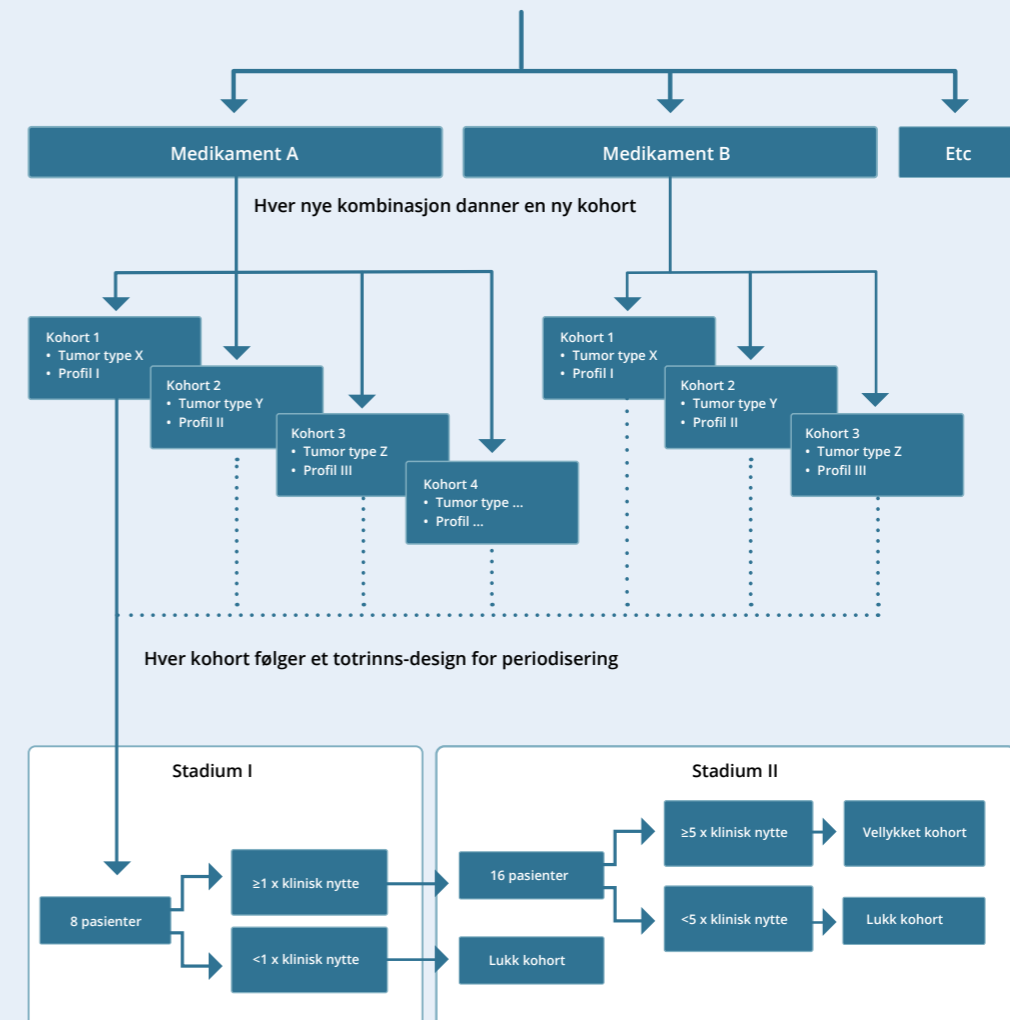 Medikament A
Medikament B
Etc
Hver nye kombinasjon danner en ny kohort
Kohort 1
• Tumor type X
• Profil I
Kohort 2
• Tumor type Y
• Profil II
Kohort 3
• Tumor type Z
• Profil III
Kohort 4
• Tumor type ...
• Profil ...
Kohort 1
• Tumor type X
• Profil I
Kohort 2
• Tumor type Y
• Profil II
Kohort 3
• Tumor type Z
• Profil III
Hver kohort følger et totrinns-design for periodisering
Stadium I
8 pasienter
≥1 x klinisk nytte
<1 x klinisk nytte
Stadium II
16 pasienter
Lukk kohort
≥5 x klinisk nytte
Vellykket kohort
<5 x klinisk nytte
Lukk kohort